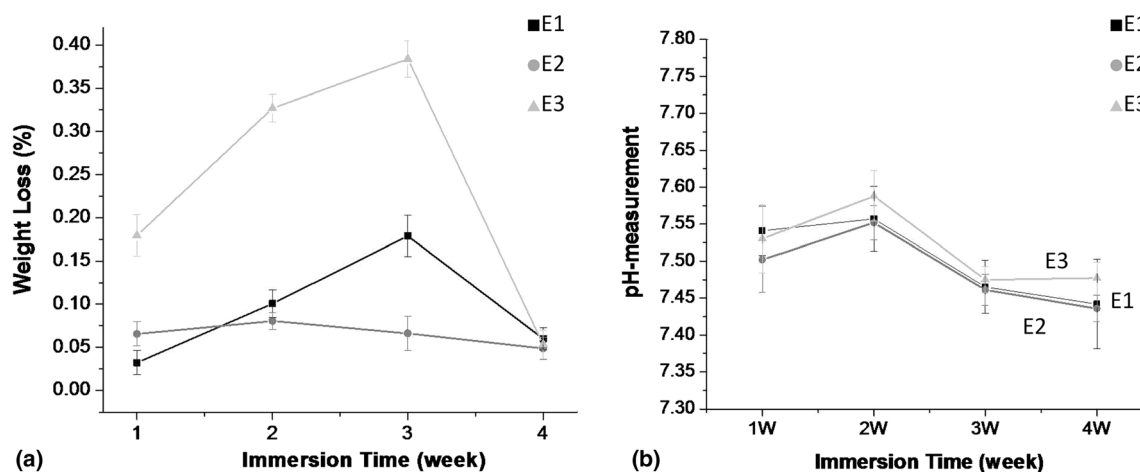 E1
E2
E3
0.40
0.35
0.30
0.25
0.20
0.15
0.10
0.05
0.00
Weight Loss (%)
1 2 3 4
Immersion Time (week)
(a)
E1
E2
E3
7.80
7.75
7.70
7.65
7.60
7.55
7.50
7.45
7.40
7.35
7.30
pH-measurement
E3
E1
E2
1W 2W 3W 4W
Immersion Time (week)
(b)